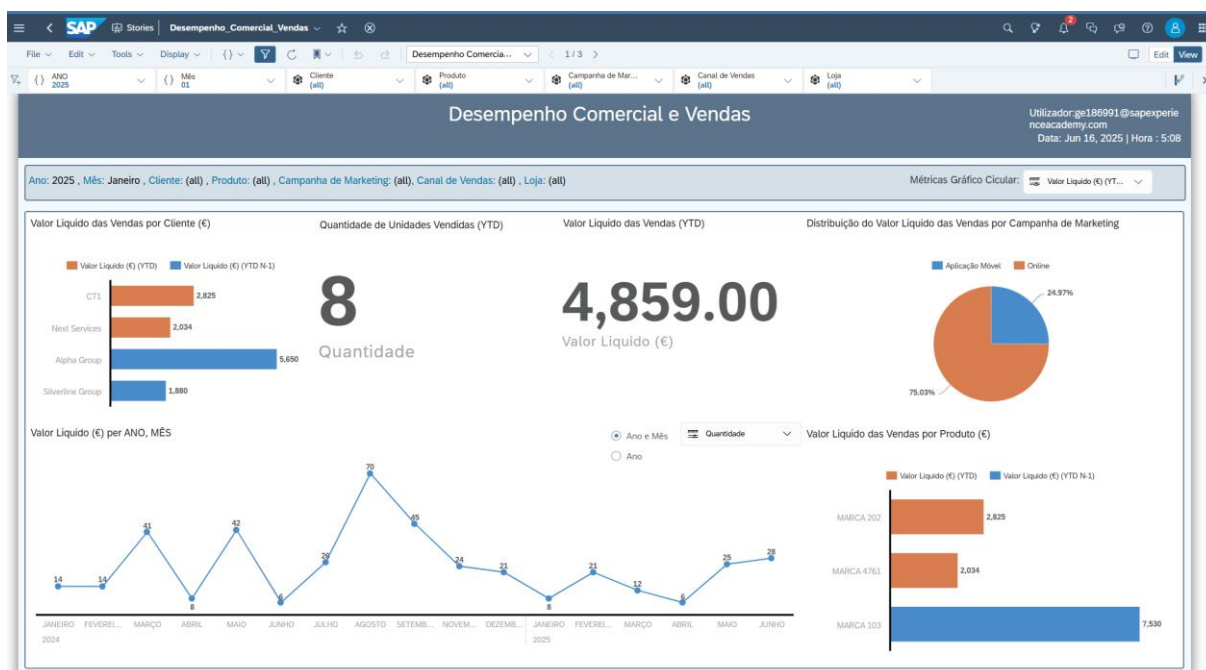 SAP Stories Desempenho_Comercial_Vendas
2
File Edit Tools Display { } Desempenho Comercia... 1/3 Edit View
{ } ANO
2025
{ } Mês
01
Cliente
(all)
Produto
(all)
Campanha de Mar...
(all)
Canal de Vendas
(all)
Loja
(all)
Desempenho Comercial e Vendas
Utilizador:ge186991@sapexperie
nceacademy.com
Data: Jun 16, 2025 | Hora : 5:08
Ano: 2025 , Mês: Janeiro , Cliente: (all) , Produto: (all) , Campanha de Marketing: (all), Canal de Vendas: (all) , Loja: (all)
Métricas Gráfico Cicular: Valor Liquido (€) (YT...
Valor Liquido das Vendas por Cliente (€)
Valor Liquido (€) (YTD) Valor Liquido (€) (YTD N-1)
CT1 2,825
Next Services 2,034
Alpha Group 5,650
Silverline Group 1,880
Quantidade de Unidades Vendidas (YTD)
8
Quantidade
Valor Liquido das Vendas (YTD)
4,859.00
Valor Liquido (€)
Distribuição do Valor Liquido das Vendas por Campanha de Marketing
Aplicação Móvel Online
24.97%
75.03%
Valor Liquido (€) per ANO, MÊS
Ano e Mês
Ano
Quantidade
14 14 41 8 42 6 26 70 45 24 21 8 21 12 6 25 28
JANEIRO FEVEREI... MARÇO ABRIL MAIO JUNHO JULHO AGOSTO SETEMB... NOVEM... DEZEMB... JANEIRO FEVEREI... MARÇO ABRIL MAIO JUNHO
2024 2025
Valor Liquido das Vendas por Produto (€)
Valor Liquido (€) (YTD) Valor Liquido (€) (YTD N-1)
MARCA 202 2,825
MARCA 4761 2,034
MARCA 103 7,530